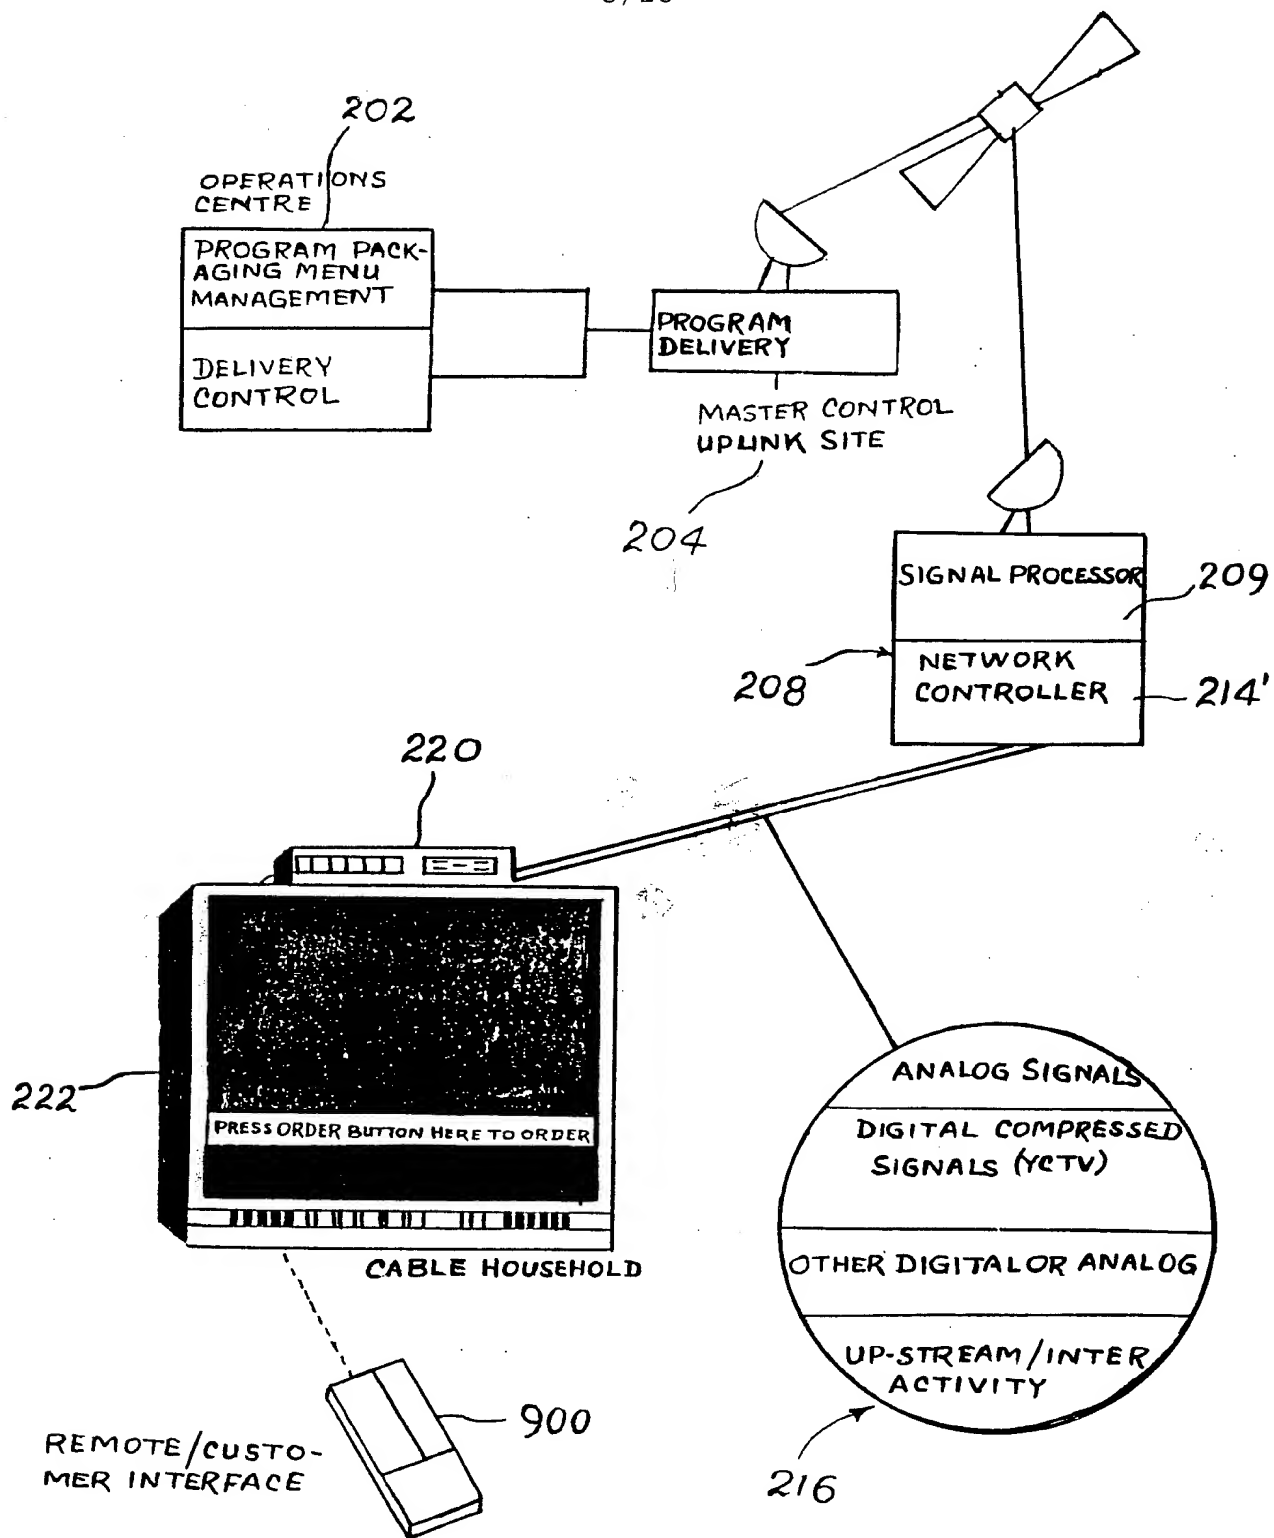 202
OPERATIONS
CENTRE
PROGRAM PACK-
AGING MENU
MANAGEMENT
DELIVERY
CONTROL
PROGRAM
DELIVERY
MASTER CONTROL
UPLINK SITE
204
SIGNAL PROCESSOR
209
208
NETWORK
CONTROLLER
214'
220
222
PRESS ORDER BUTTON HERE TO ORDER
CABLE HOUSEHOLD
ANALOG SIGNALS
DIGITAL COMPRESSED
SIGNALS (YCTV)
OTHER DIGITAL OR ANALOG
UP-STREAM/INTER
ACTIVITY
216
900
REMOTE/CUSTO-
MER INTERFACE